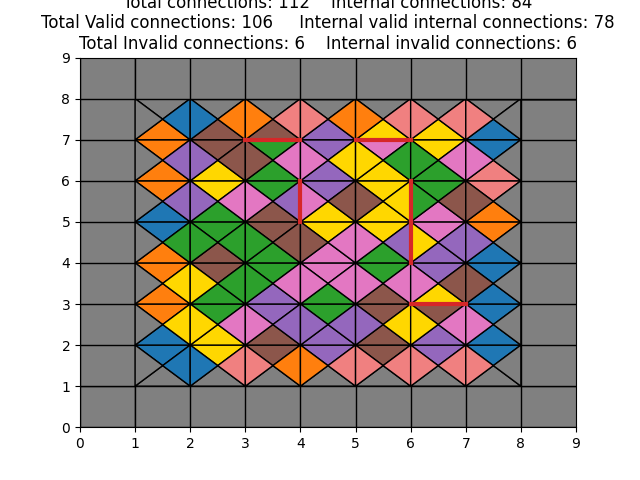 Total connections: 112    Internal connections: 84
Total Valid connections: 106    Internal valid internal connections: 78
Total Invalid connections: 6    Internal invalid connections: 6
9
8
7
6
5
4
3
2
1
0
0 1 2 3 4 5 6 7 8 9